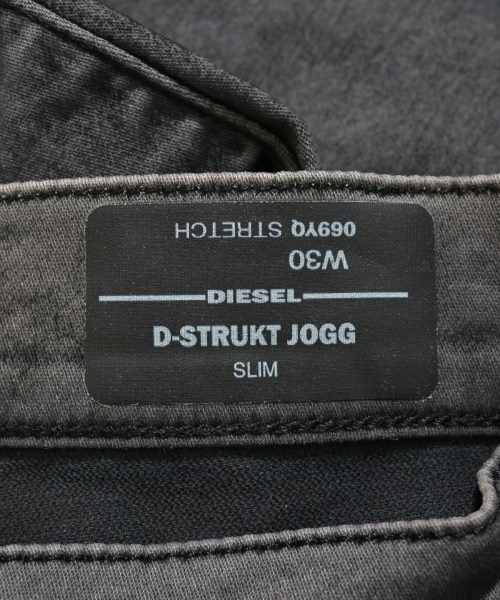 069YQ STRETCH
W30
DIESEL
D-STRUKT JOGG
SLIM